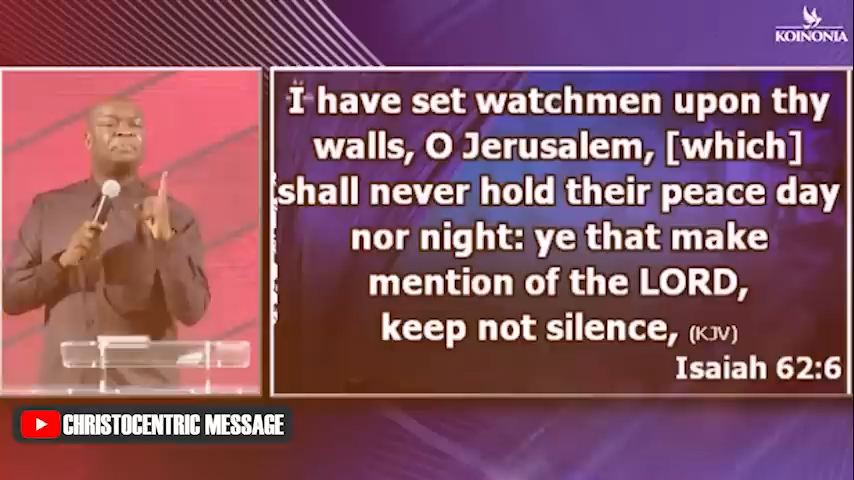 KOINONIA
Ï have set watchmen upon thy
walls, O Jerusalem, [which]
shall never hold their peace day
nor night: ye that make
mention of the LORD,
keep not silence, (KJV)
Isaiah 62:6
CHRISTOCENTRIC MESSAGE